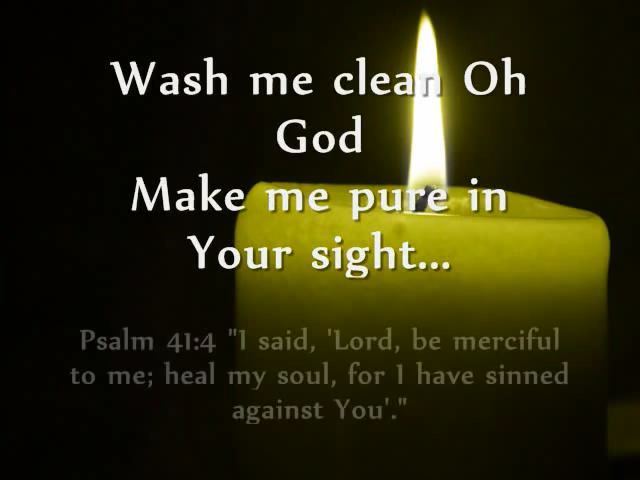 Wash me clean Oh
God
Make me pure in
Your sight...
Psalm 41:4 "I said, 'Lord, be merciful
to me; heal my soul, for I have sinned
against You'."